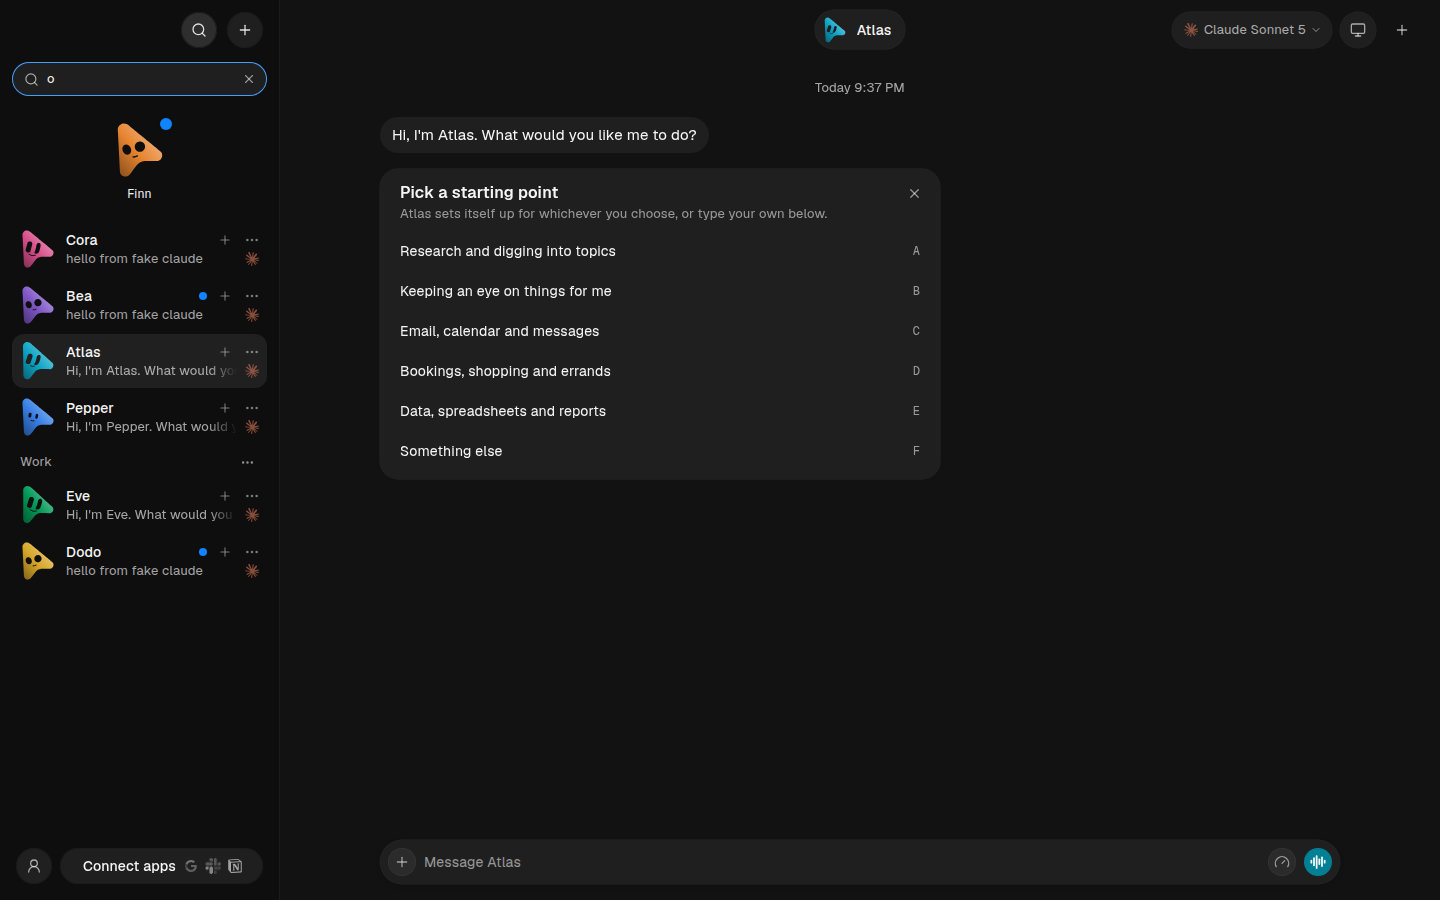 o
Finn
Cora
hello from fake claude
Bea
hello from fake claude
Atlas
Hi, I'm Atlas. What would yo
Pepper
Hi, I'm Pepper. What would
Work
Eve
Hi, I'm Eve. What would you
Dodo
hello from fake claude
Connect apps
Atlas
Claude Sonnet 5
Today 9:37 PM
Hi, I'm Atlas. What would you like me to do?
Pick a starting point
Atlas sets itself up for whichever you choose, or type your own below.
Research and digging into topics A
Keeping an eye on things for me B
Email, calendar and messages C
Bookings, shopping and errands D
Data, spreadsheets and reports E
Something else F
Message Atlas